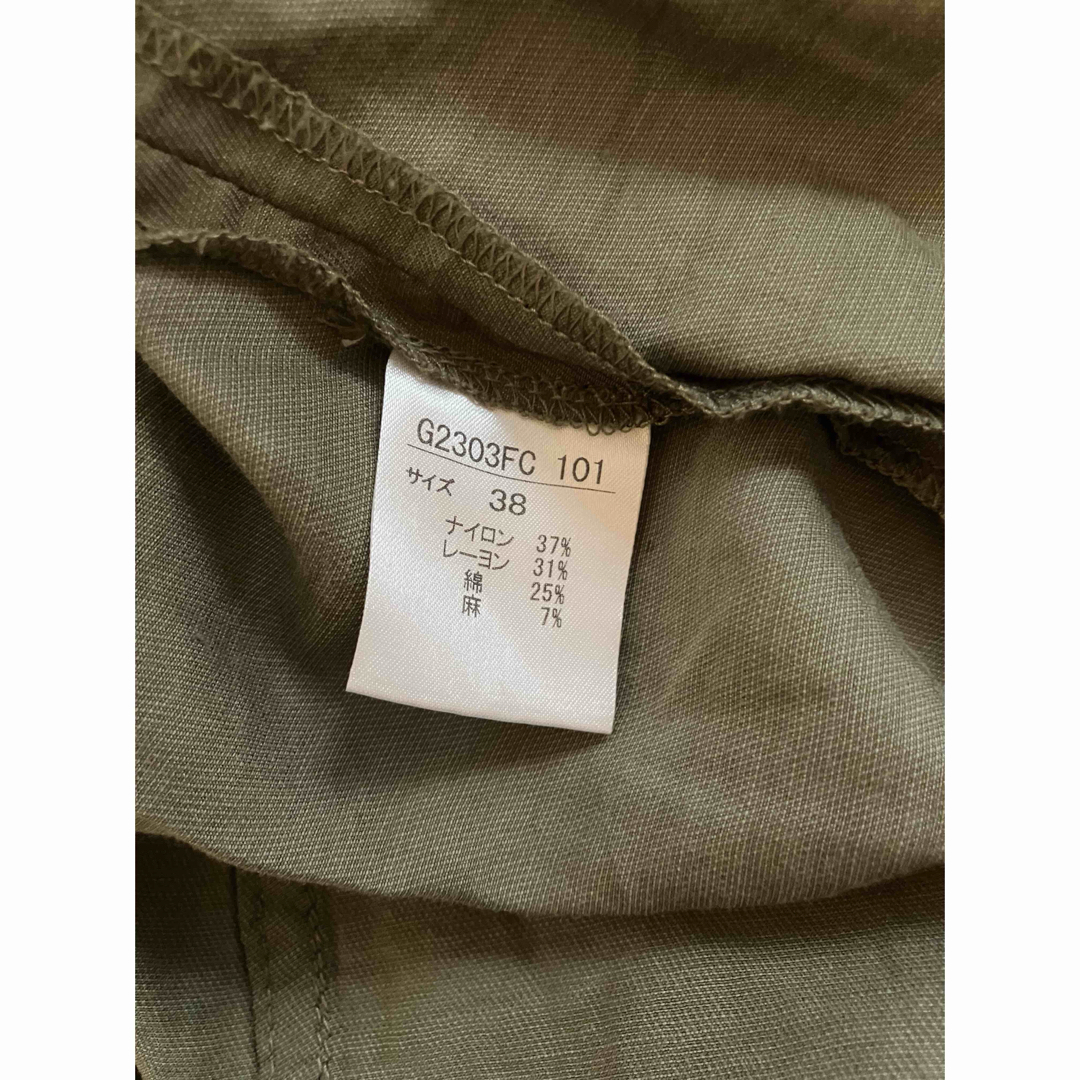 G2303FC 101
サイズ 38
ナイロン 37%
レーヨン 31%
綿 25%
麻 7%